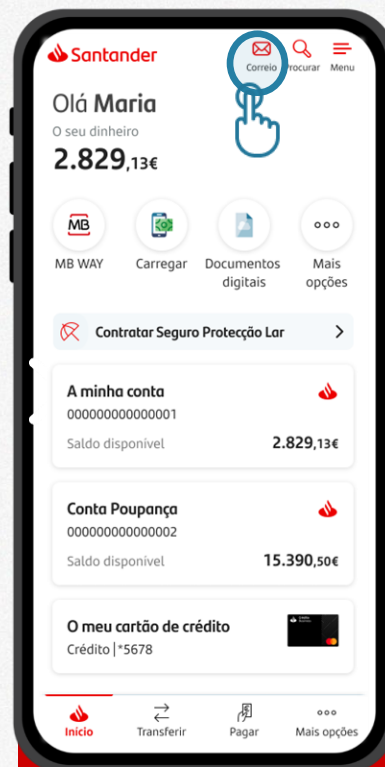 Santander
Correio Procurar Menu
Olá Maria
O seu dinheiro
2.829,13€
MB
MB WAY Carregar Documentos digitais Mais opções
Contratar Seguro Protecção Lar
A minha conta
000000000000001
Saldo disponivel 2.829,13€
Conta Poupança
000000000000002
Saldo disponivel 15.390,50€
O meu cartão de crédito
Crédito |*5678
Início Transferir Pagar Mais opções